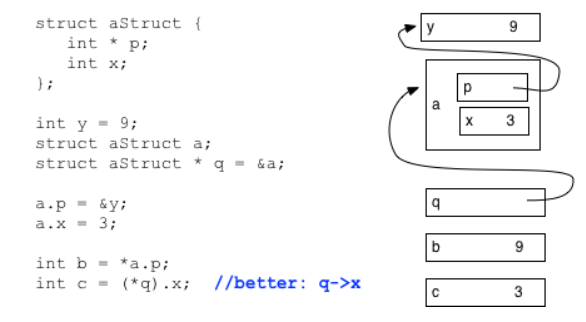 struct aStruct {
int * p;
int x;
};
int y = 9;
struct aStruct a;
struct aStruct * q = &a;
a.p = &y;
a.x = 3;
int b = *a.p;
int c = (*q).x;  //better: q->x
y 9
a
p
x 3
q
b 9
c 3